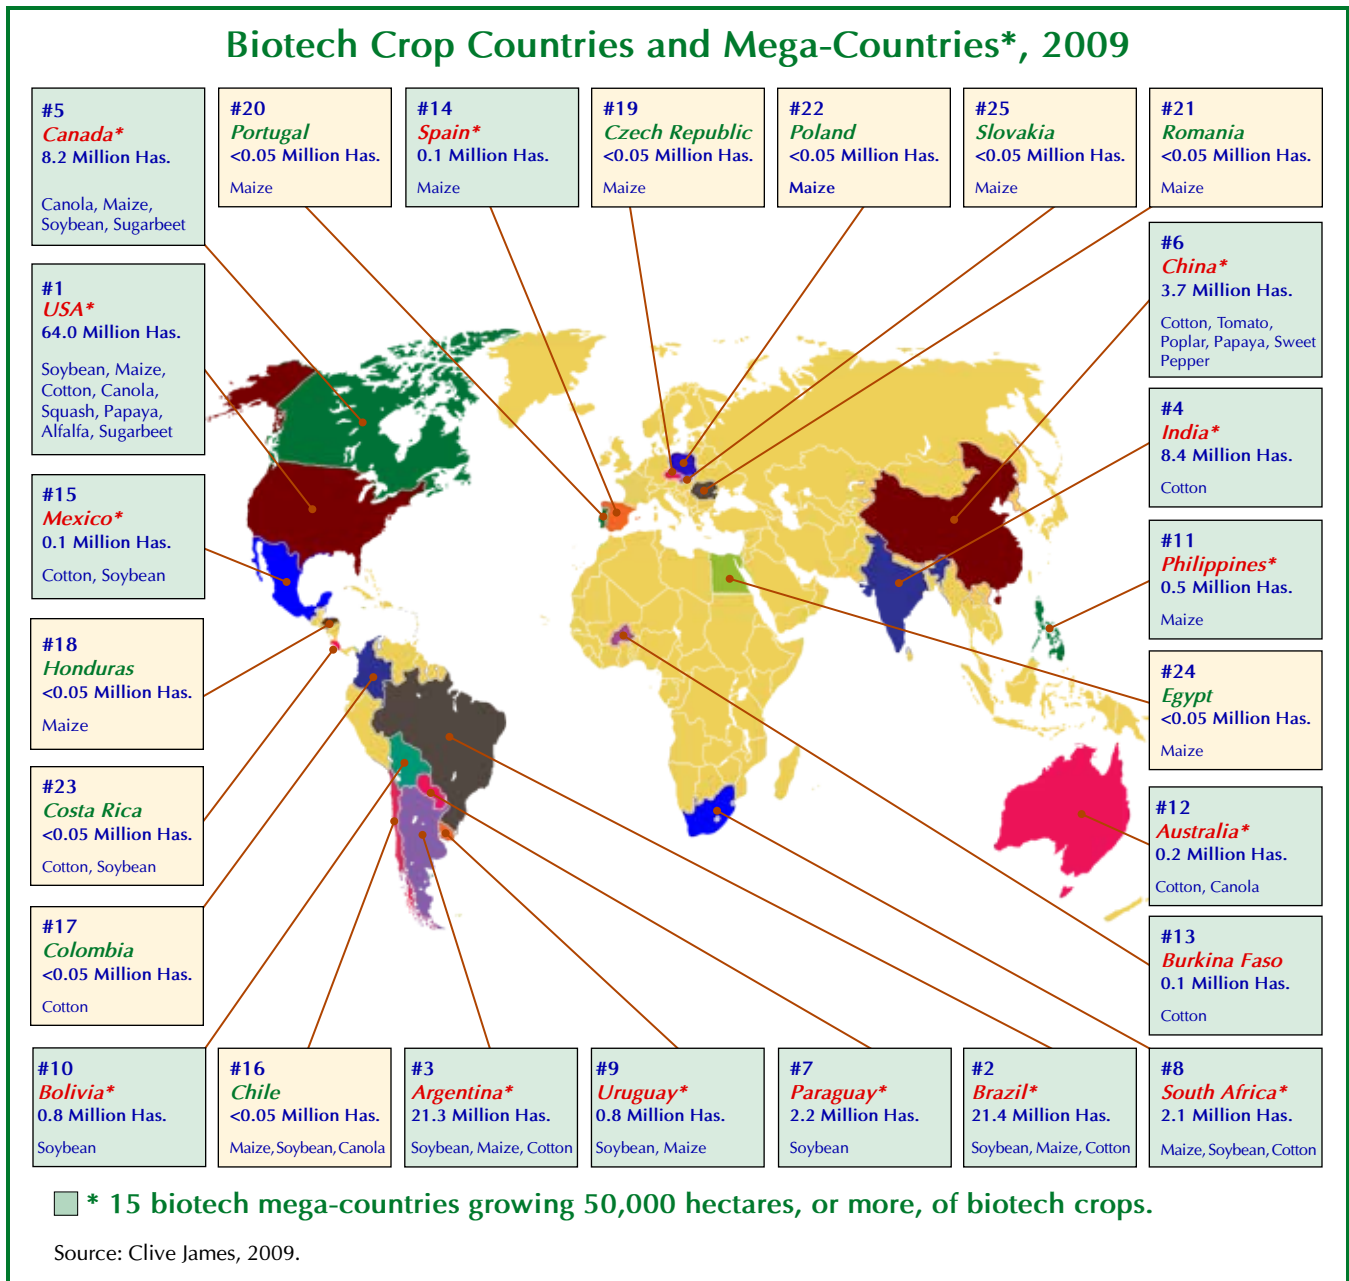 Biotech Crop Countries and Mega-Countries*, 2009
#5
Canada*
8.2 Million Has.
Canola, Maize,
Soybean, Sugarbeet
#20
Portugal
<0.05 Million Has.
Maize
#14
Spain*
0.1 Million Has.
Maize
#19
Czech Republic
<0.05 Million Has.
Maize
#22
Poland
<0.05 Million Has.
Maize
#25
Slovakia
<0.05 Million Has.
Maize
#21
Romania
<0.05 Million Has.
Maize
#1
USA*
64.0 Million Has.
Soybean, Maize,
Cotton, Canola,
Squash, Papaya,
Alfalfa, Sugarbeet
#6
China*
3.7 Million Has.
Cotton, Tomato,
Poplar, Papaya, Sweet
Pepper
#4
India*
8.4 Million Has.
Cotton
#15
Mexico*
0.1 Million Has.
Cotton, Soybean
#11
Philippines*
0.5 Million Has.
Maize
#18
Honduras
<0.05 Million Has.
Maize
#24
Egypt
<0.05 Million Has.
Maize
#23
Costa Rica
<0.05 Million Has.
Cotton, Soybean
#12
Australia*
0.2 Million Has.
Cotton, Canola
#17
Colombia
<0.05 Million Has.
Cotton
#13
Burkina Faso
0.1 Million Has.
Cotton
#10
Bolivia*
0.8 Million Has.
Soybean
#16
Chile
<0.05 Million Has.
Maize, Soybean, Canola
#3
Argentina*
21.3 Million Has.
Soybean, Maize, Cotton
#9
Uruguay*
0.8 Million Has.
Soybean, Maize
#7
Paraguay*
2.2 Million Has.
Soybean
#2
Brazil*
21.4 Million Has.
Soybean, Maize, Cotton
#8
South Africa*
2.1 Million Has.
Maize, Soybean, Cotton
* 15 biotech mega-countries growing 50,000 hectares, or more, of biotech crops.
Source: Clive James, 2009.